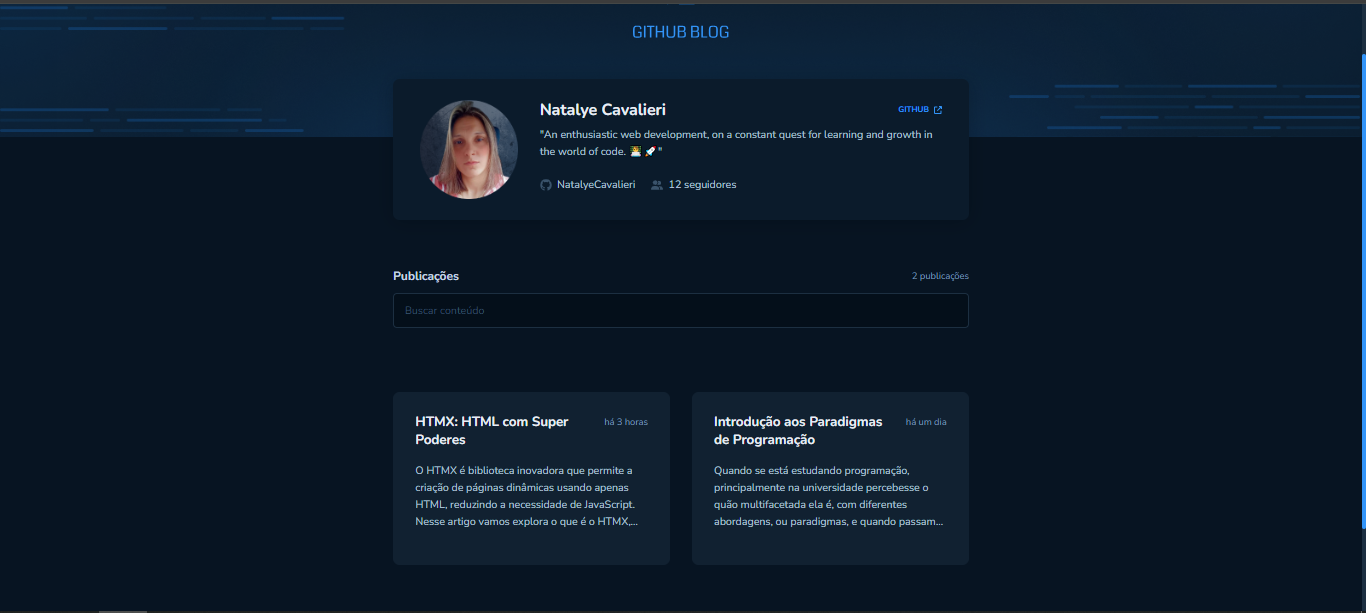 GITHUB BLOG
Natalye Cavalieri
GITHUB
"An enthusiastic web development, on a constant quest for learning and growth in
the world of code. 👨‍💻 🚀 "
NatalyeCavalieri
12 seguidores
Publicações
2 publicações
Buscar conteúdo
HTMX: HTML com Super
Poderes
há 3 horas
O HTMX é biblioteca inovadora que permite a
criação de páginas dinâmicas usando apenas
HTML, reduzindo a necessidade de JavaScript.
Nesse artigo vamos explora o que é o HTMX,...
Introdução aos Paradigmas
de Programação
há um dia
Quando se está estudando programação,
principalmente na universidade percebesse o
quão multifacetada ela é, com diferentes
abordagens, ou paradigmas, e quando passam...